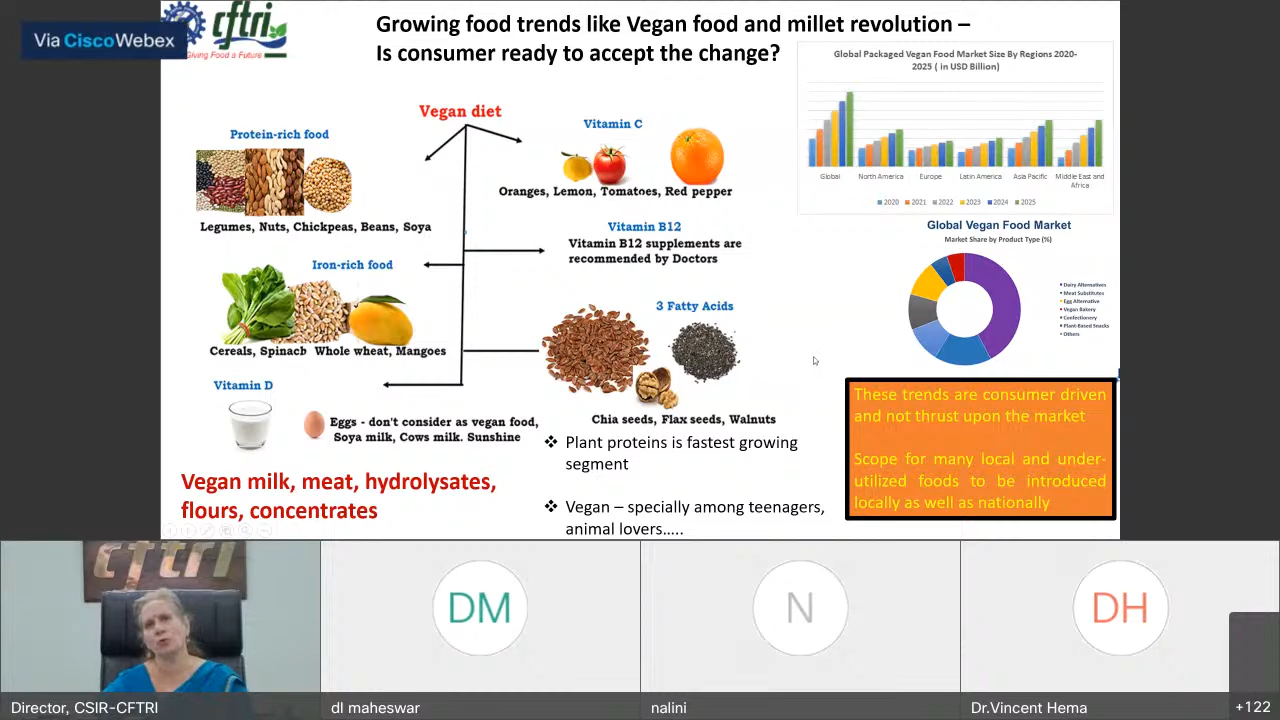 Via CiscoWebex
cftri
Giving Food a Future
Growing food trends like Vegan food and millet revolution –
Is consumer ready to accept the change?
Global Packaged Vegan Food Market Size By Regions 2020-
2025 ( in USD Billion)
Global North America Europe Latin America Asia Pacific Middle East and
Africa
2020 2021 2022 2023 2024 2025
Vegan diet
Protein-rich food
Legumes, Nuts, Chickpeas, Beans, Soya
Vitamin C
Oranges, Lemon, Tomatoes, Red pepper
Vitamin B12
Vitamin B12 supplements are
recommended by Doctors
Iron-rich food
Cereals, Spinach Whole wheat, Mangoes
3 Fatty Acids
Chia seeds, Flax seeds, Walnuts
Vitamin D
Eggs - don't consider as vegan food,
Soya milk, Cows milk. Sunshine
Global Vegan Food Market
Market Share by Product Type (%)
Dairy Alternatives
Meat Substitutes
Egg Alternative
Vegan Bakery
Confectionery
Plant-Based Snacks
Others
Vegan milk, meat, hydrolysates,
flours, concentrates
❖ Plant proteins is fastest growing
segment
❖ Vegan – specially among teenagers,
animal lovers.....
These trends are consumer driven
and not thrust upon the market
Scope for many local and under-
utilized foods to be introduced
locally as well as nationally
cftri
DM
N
DH
Director, CSIR-CFTRI
dl maheswar
nalini
Dr.Vincent Hema
+122